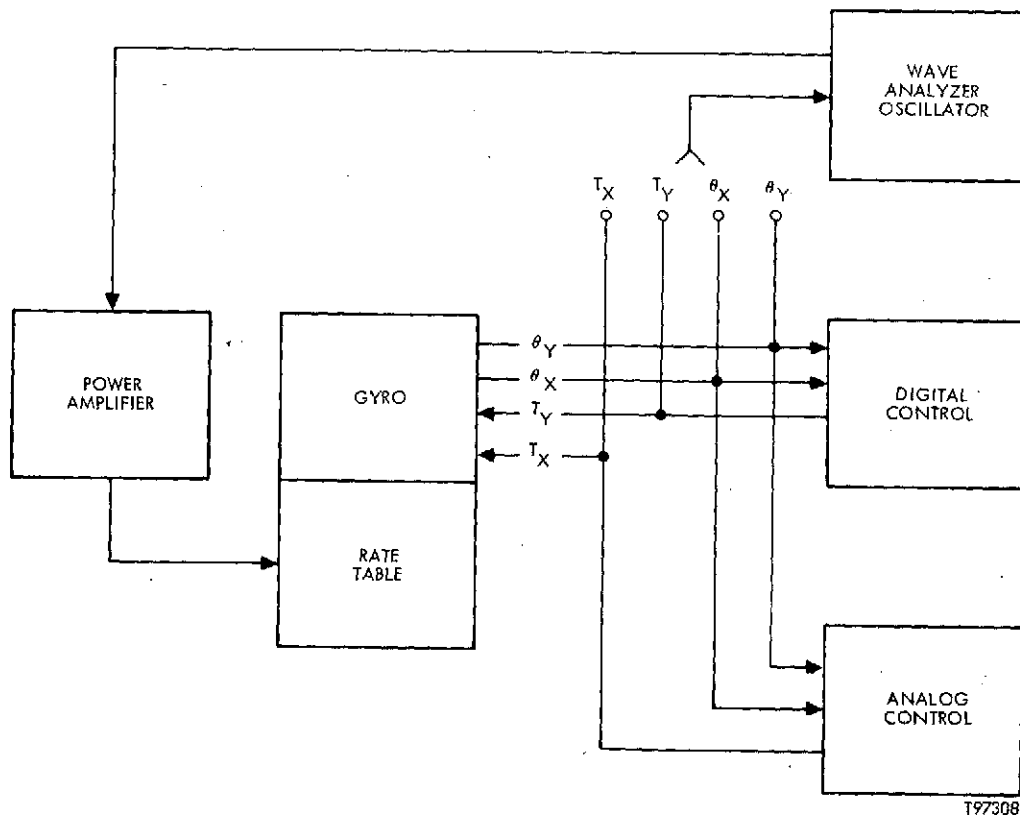 WAVE
ANALYZER
OSCILLATOR
T_X T_Y θ_X θ_Y
POWER
AMPLIFIER
GYRO
θ_Y
θ_X
T_Y
T_X
DIGITAL
CONTROL
RATE
TABLE
ANALOG
CONTROL
T97308